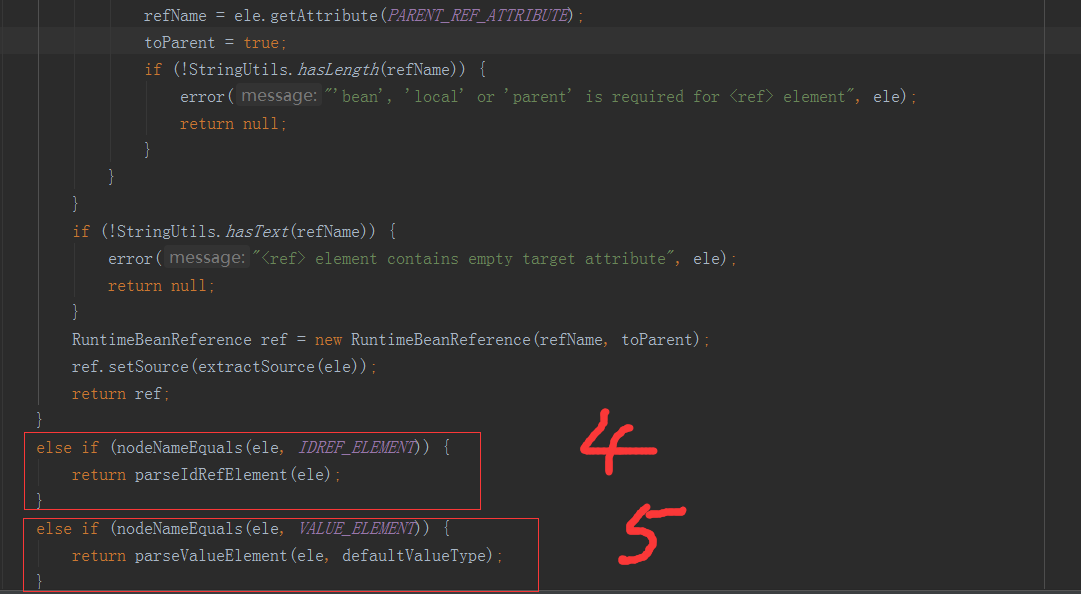 refName = ele.getAttribute(PARENT_REF_ATTRIBUTE);
toParent = true;
if (!StringUtils.hasLength(refName)) {
error( message: "'bean', 'local' or 'parent' is required for <ref> element", ele);
return null;
}
}
}
if (!StringUtils.hasText(refName)) {
error( message: "<ref> element contains empty target attribute", ele);
return null;
}
RuntimeBeanReference ref = new RuntimeBeanReference(refName, toParent);
ref.setSource(extractSource(ele));
return ref;
}
else if (nodeNameEquals(ele, IDREF_ELEMENT)) {
return parseIdRefElement(ele);
}
4
else if (nodeNameEquals(ele, VALUE_ELEMENT)) {
return parseValueElement(ele, defaultValueType);
}
5